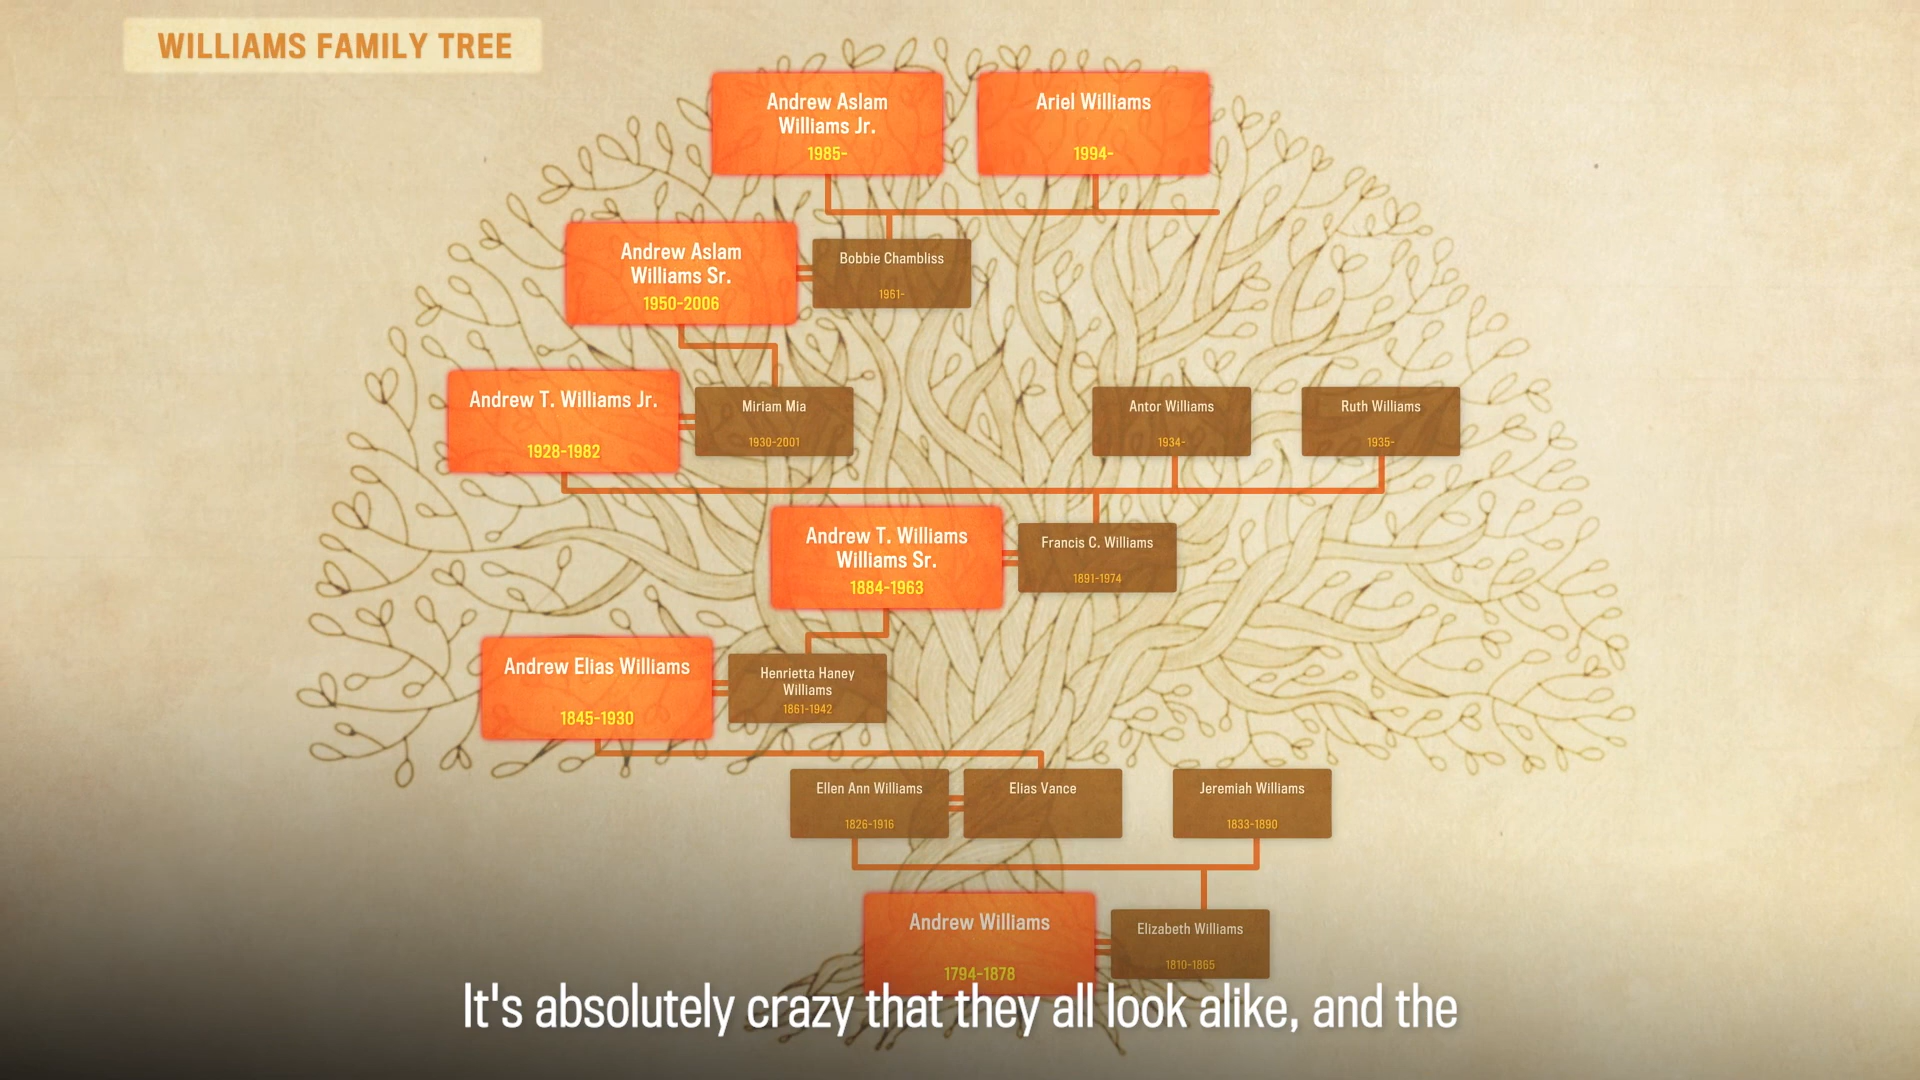 WILLIAMS FAMILY TREE
Andrew Aslam
Williams Jr.
1985-
Ariel Williams
1994-
Andrew Aslam
Williams Sr.
1950-2006
Bobbie Chambliss
1961-
Andrew T. Williams Jr.
1928-1982
Miriam Mia
1930-2001
Antor Williams
1934-
Ruth Williams
1935-
Andrew T. Williams
Williams Sr.
1884-1963
Francis C. Williams
1891-1974
Andrew Elias Williams
1845-1930
Henrietta Haney
Williams
1861-1942
Ellen Ann Williams
1826-1916
Elias Vance
Jeremiah Williams
1833-1890
Andrew Williams
1794-1878
Elizabeth Williams
1810-1865
It's absolutely crazy that they all look alike, and the